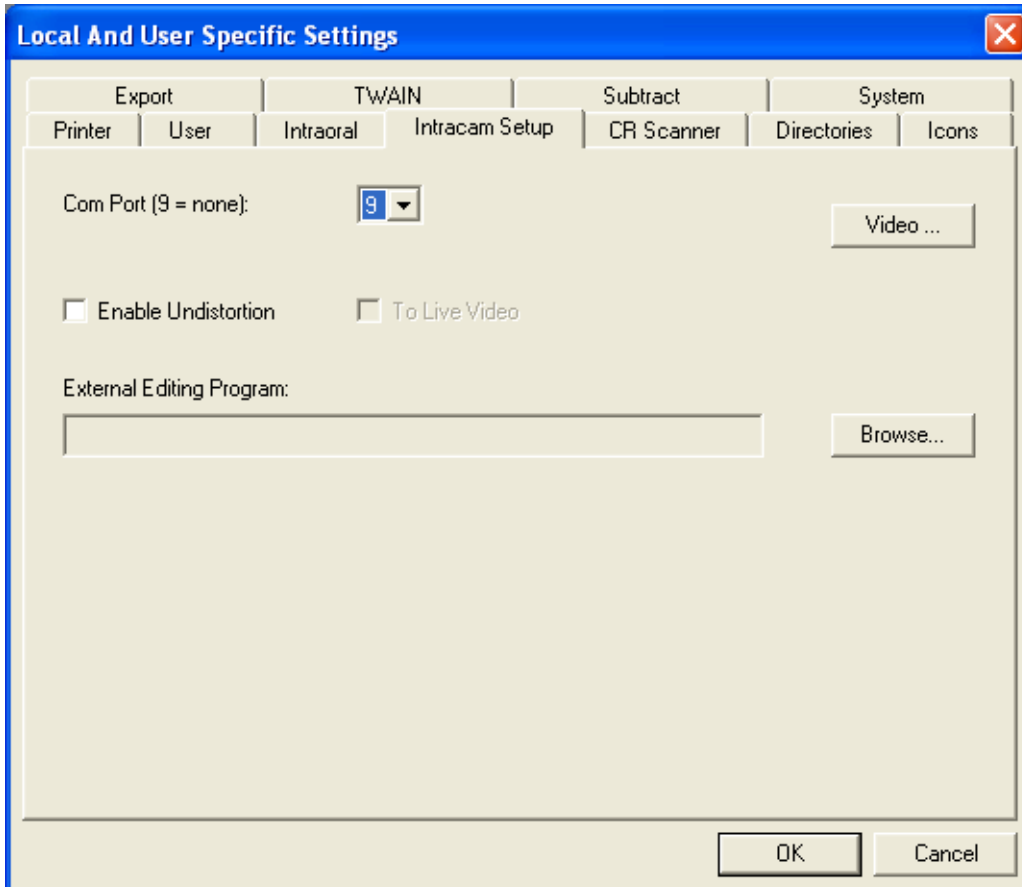 Local And User Specific Settings
Export TWAIN Subtract System
Printer User Intraoral Intracam Setup CR Scanner Directories Icons
Com Port (9 = none): 9
Video ...
Enable Undistortion To Live Video
External Editing Program:
Browse...
OK Cancel